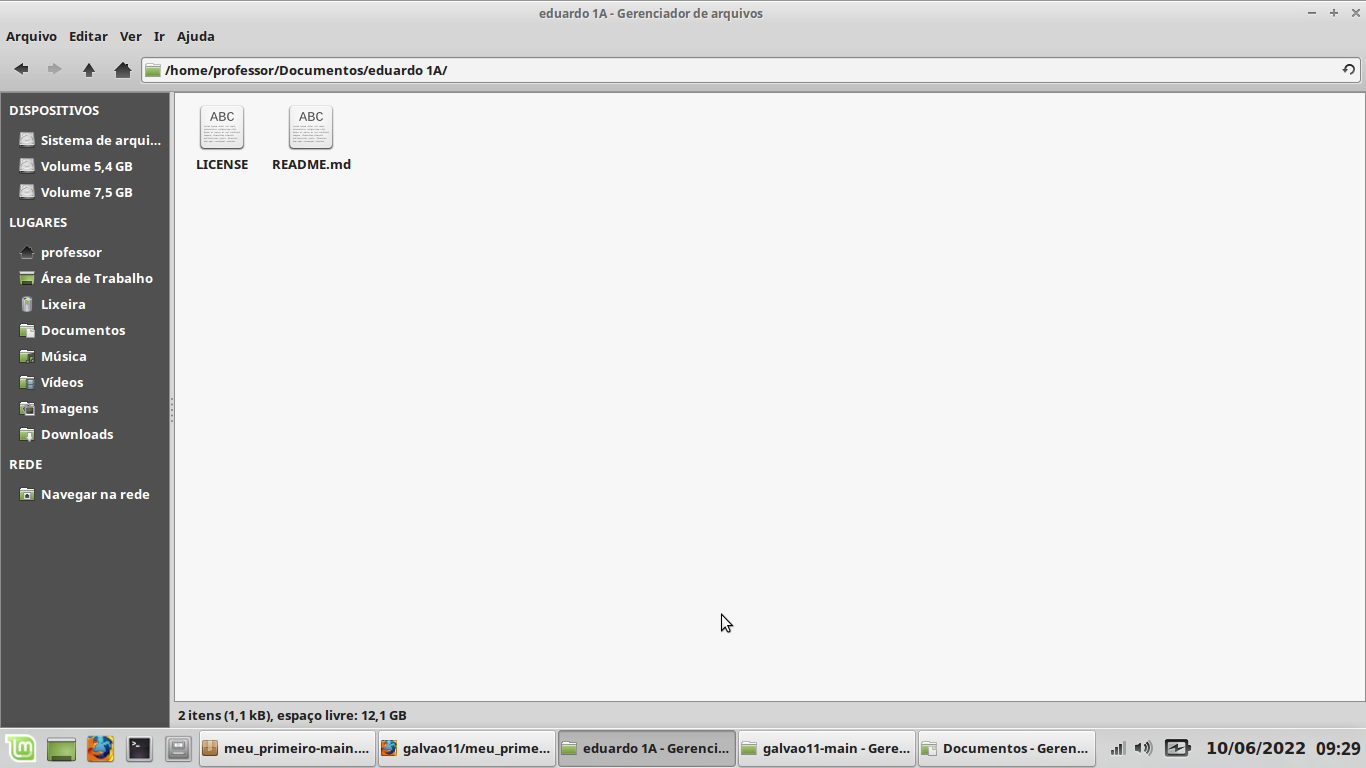 eduardo 1A - Gerenciador de arquivos
Arquivo Editar Ver Ir Ajuda
/home/professor/Documentos/eduardo 1A/
DISPOSITIVOS
Sistema de arqui...
Volume 5,4 GB
Volume 7,5 GB
LUGARES
professor
Área de Trabalho
Lixeira
Documentos
Música
Vídeos
Imagens
Downloads
REDE
Navegar na rede
ABC ABC
LICENSE README.md
2 itens (1,1 kB), espaço livre: 12,1 GB
meu_primeiro-main.... galvao11/meu_prime... eduardo 1A - Gerenci... galvao11-main - Gere... Documentos - Geren... 10/06/2022 09:29